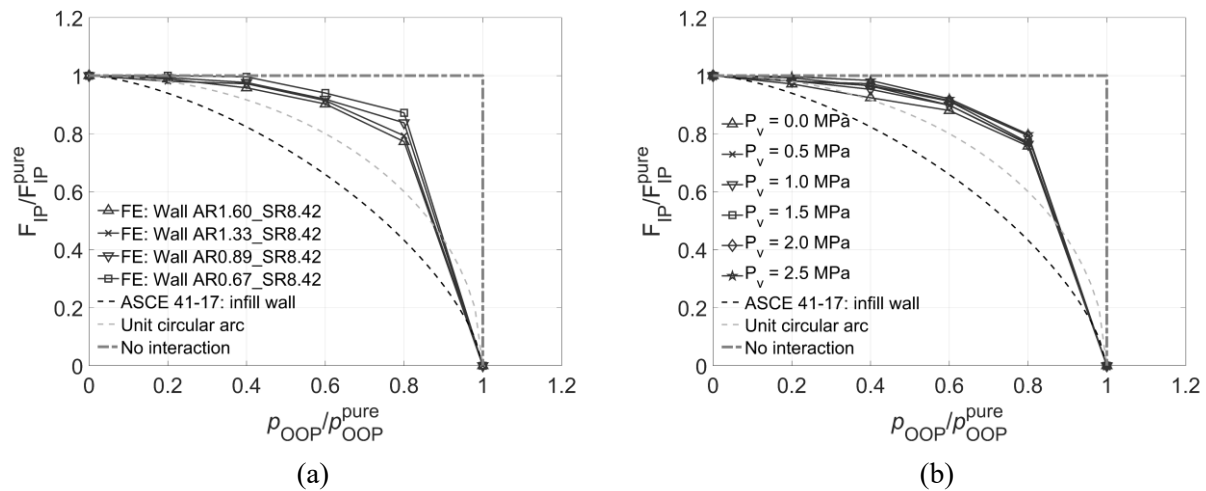 1.2
1
0.8
0.6
0.4
0.2
0
F_IP/F_IP^pure
FE: Wall AR1.60_SR8.42
FE: Wall AR1.33_SR8.42
FE: Wall AR0.89_SR8.42
FE: Wall AR0.67_SR8.42
ASCE 41-17: infill wall
Unit circular arc
No interaction
0 0.2 0.4 0.6 0.8 1 1.2
p_OOP/p_OOP^pure
(a)
1.2
1
0.8
0.6
0.4
0.2
0
F_IP/F_IP^pure
P_v = 0.0 MPa
P_v = 0.5 MPa
P_v = 1.0 MPa
P_v = 1.5 MPa
P_v = 2.0 MPa
P_v = 2.5 MPa
ASCE 41-17: infill wall
Unit circular arc
No interaction
0 0.2 0.4 0.6 0.8 1 1.2
p_OOP/p_OOP^pure
(b)